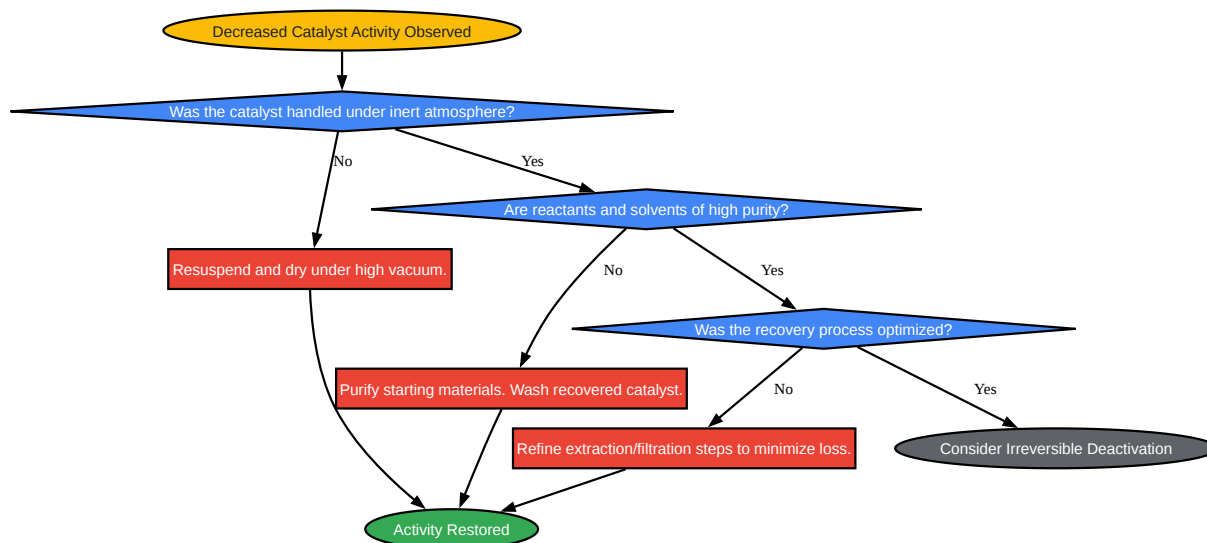 Decreased Catalyst Activity Observed
Was the catalyst handled under inert atmosphere?
No
Yes
Are reactants and solvents of high purity?
Resuspend and dry under high vacuum.
No
Yes
Was the recovery process optimized?
Purify starting materials. Wash recovered catalyst.
No
Yes
Refine extraction/filtration steps to minimize loss.
Consider Irreversible Deactivation
Activity Restored